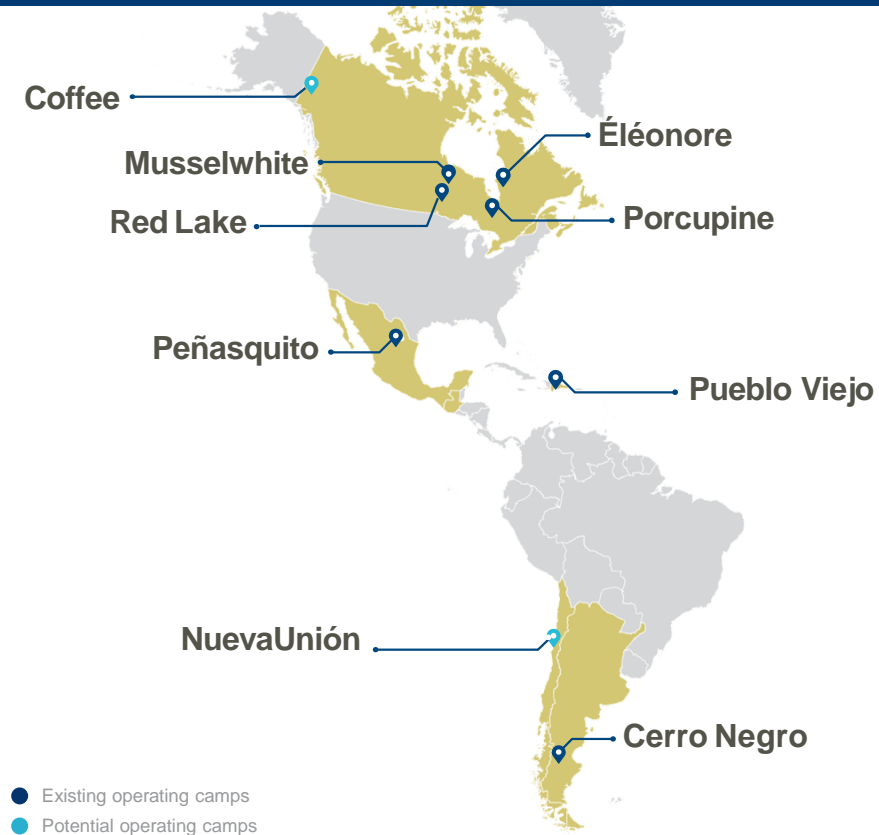 Coffee
Éléonore
Musselwhite
Red Lake
Porcupine
Peñasquito
Pueblo Viejo
NuevaUnión
Cerro Negro
Existing operating camps
Potential operating camps